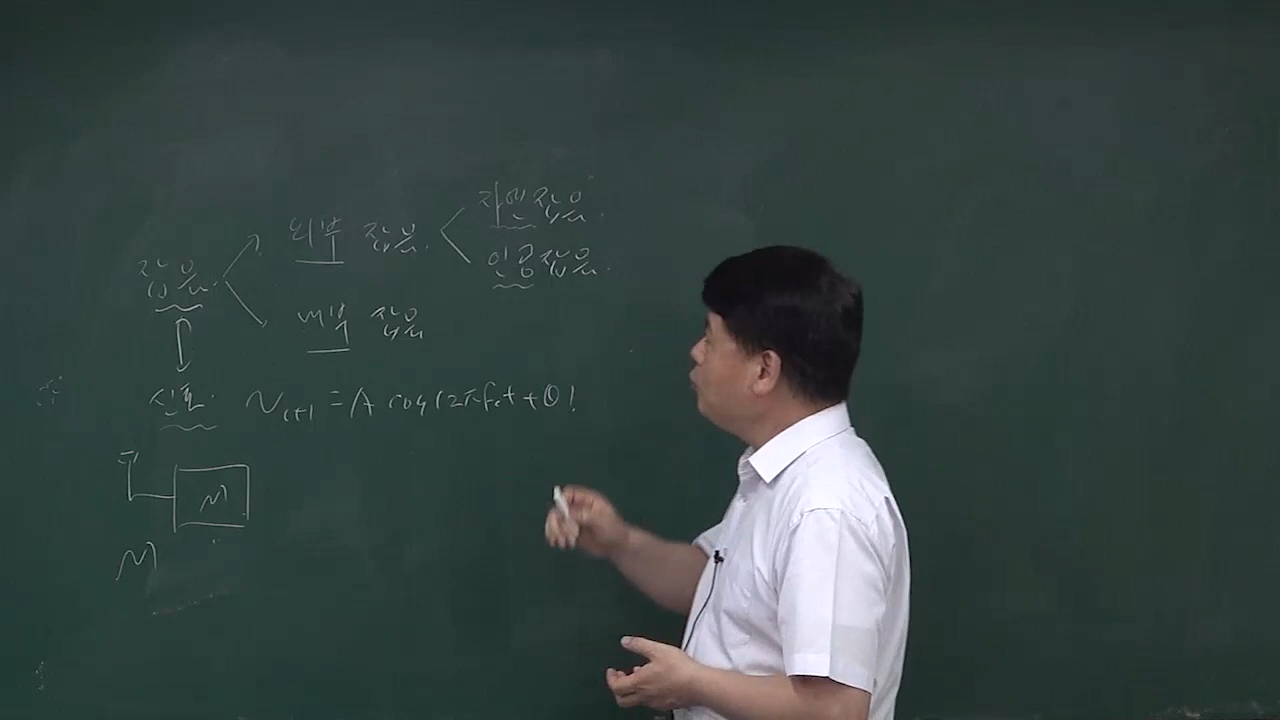 자연잡음
외부 잡음
인공잡음
잡음
내부 잡음
신호 V(t) = A cos(2πfct + θ)
M
M